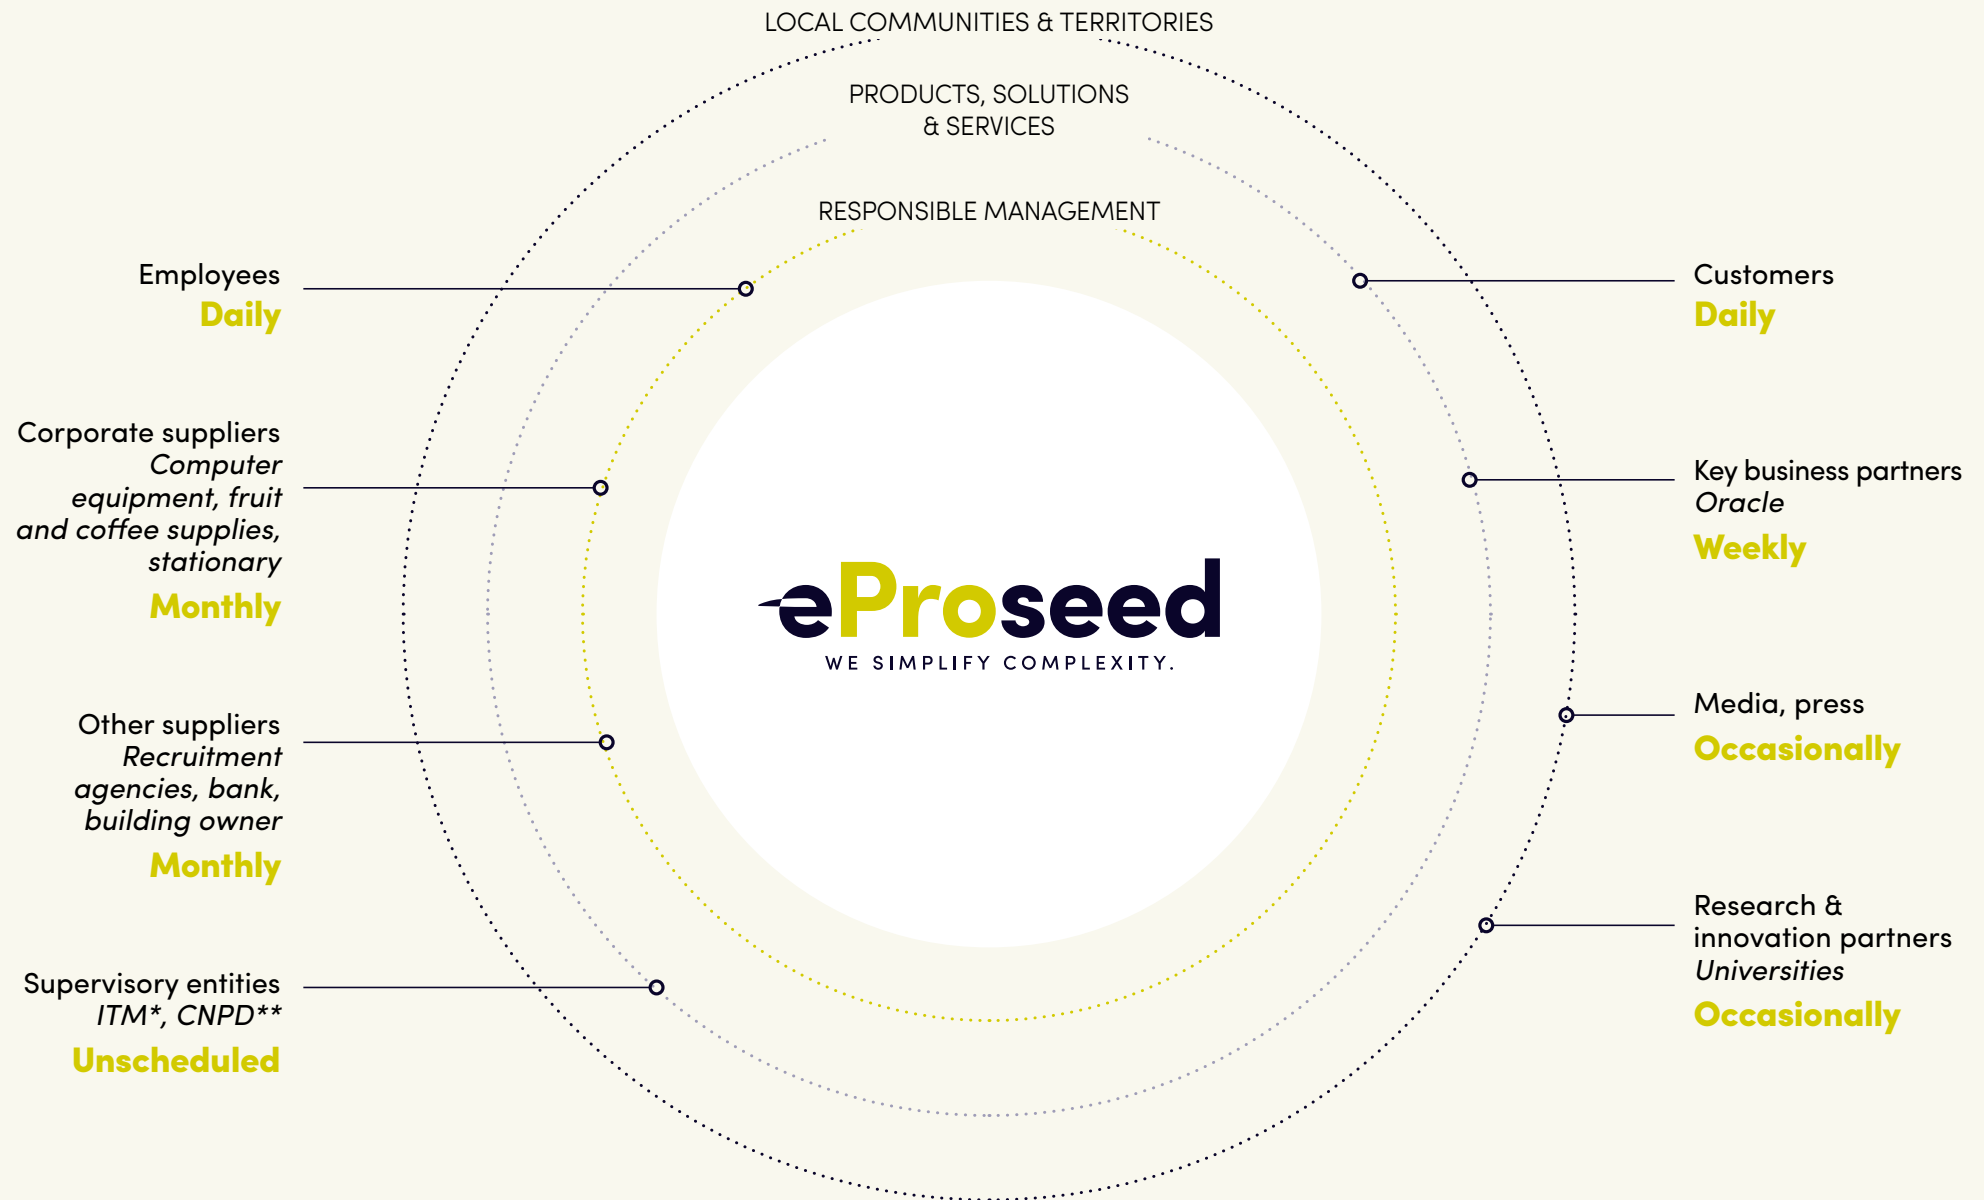 LOCAL COMMUNITIES & TERRITORIES
PRODUCTS, SOLUTIONS
& SERVICES
RESPONSIBLE MANAGEMENT
Employees
Daily
Corporate suppliers
Computer
equipment, fruit
and coffee supplies,
stationary
Monthly
Other suppliers
Recruitment
agencies, bank,
building owner
Monthly
Supervisory entities
ITM*, CNPD**
Unscheduled
eProseed
WE SIMPLIFY COMPLEXITY.
Customers
Daily
Key business partners
Oracle
Weekly
Media, press
Occasionally
Research &
innovation partners
Universities
Occasionally